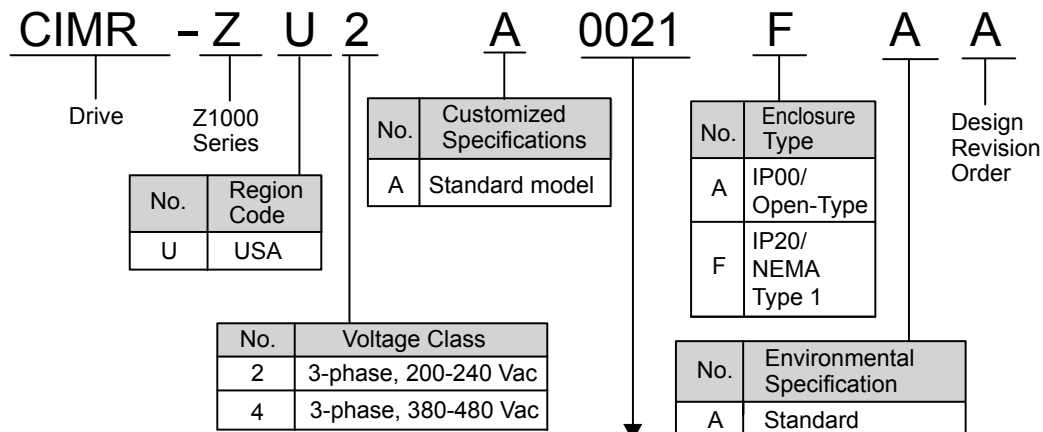 CIMR - Z U 2 A 0021 F A A
Drive
Z1000
Series
No. Region
Code
U USA
No. Voltage Class
2 3-phase, 200-240 Vac
4 3-phase, 380-480 Vac
No. Customized
Specifications
A Standard model
No. Enclosure
Type
A IP00/
Open-Type
F IP20/
NEMA
Type 1
No. Environmental
Specification
A Standard
Design
Revision
Order